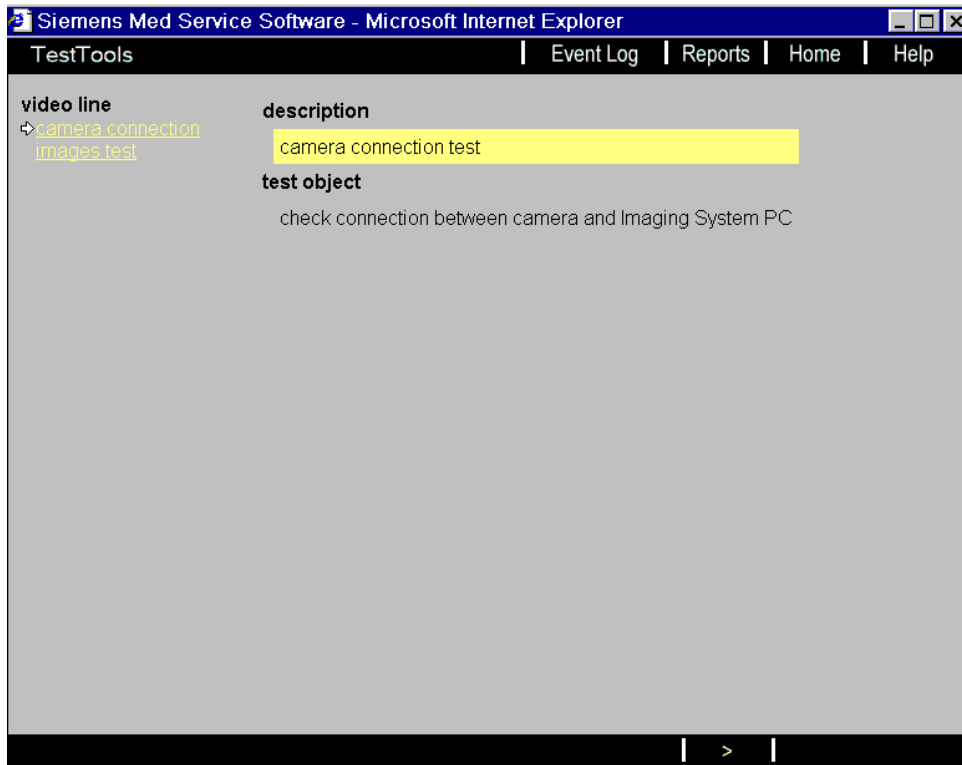 Siemens Med Service Software - Microsoft Internet Explorer
TestTools Event Log Reports Home Help
video line
camera connection
images test
description
camera connection test
test object
check connection between camera and Imaging System PC
>